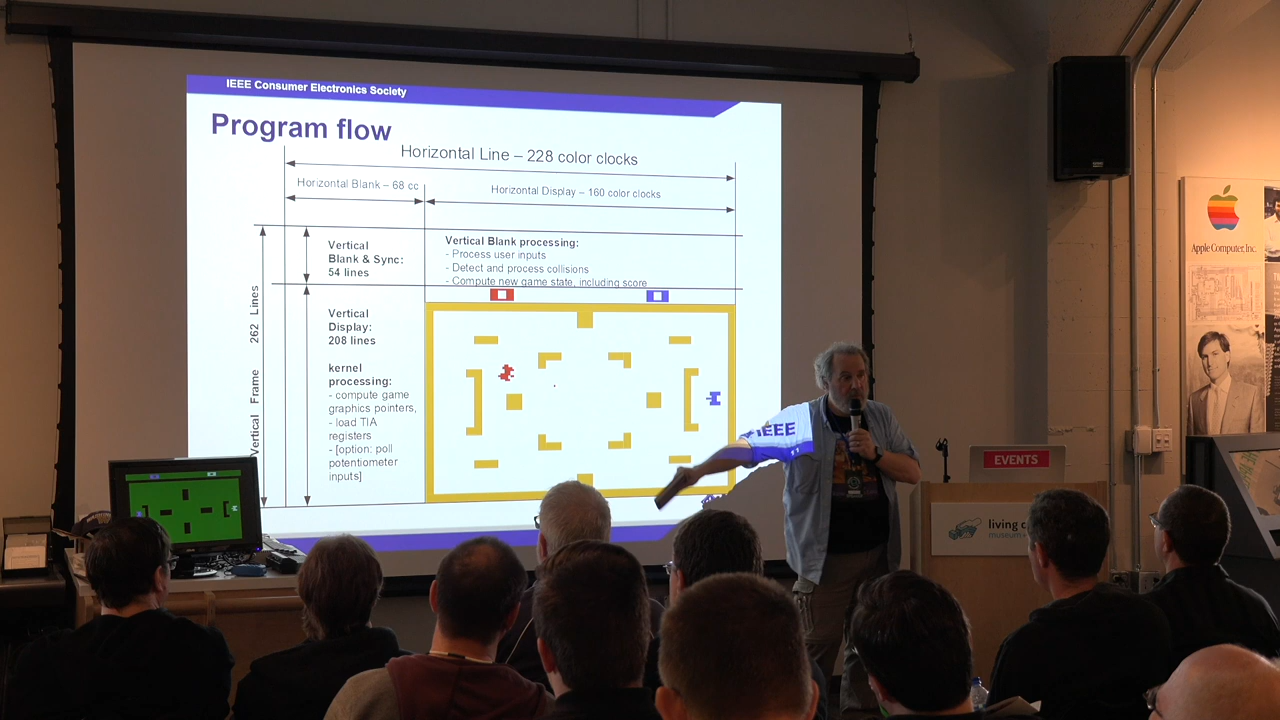 IEEE Consumer Electronics Society
Program flow
Horizontal Line – 228 color clocks
Horizontal Blank – 68 cc
Horizontal Display – 160 color clocks
Vertical
Blank & Sync:
54 lines
Vertical Blank processing:
- Process user inputs
- Detect and process collisions
- Compute new game state, including score
Vertical Frame 262 Lines
Vertical
Display:
208 lines
kernel
processing:
- compute game
graphics pointers,
- load TIA
registers
- [option: poll
potentiometer
inputs]
IEEE
EVENTS
living
museum
Apple Computer, Inc.